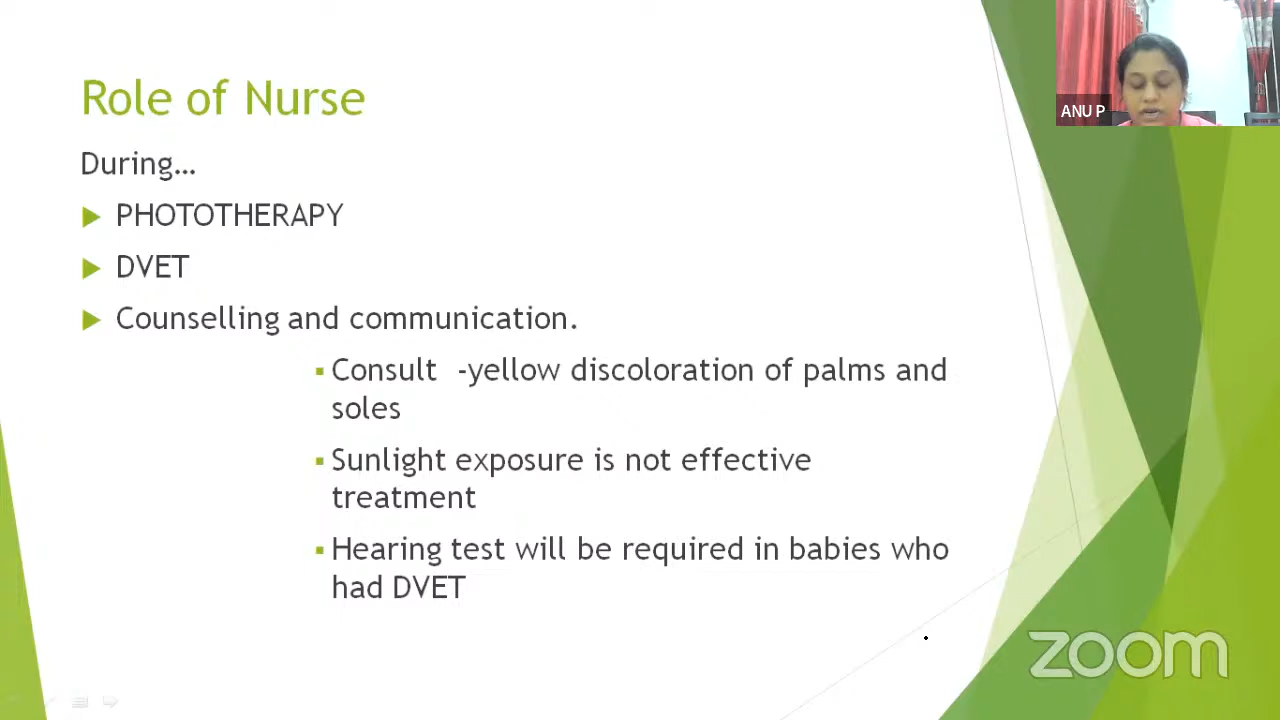 Role of Nurse
ANU P
During...
PHOTOTHERAPY
DVET
Counselling and communication.
Consult -yellow discoloration of palms and
soles
Sunlight exposure is not effective
treatment
Hearing test will be required in babies who
had DVET
zoom